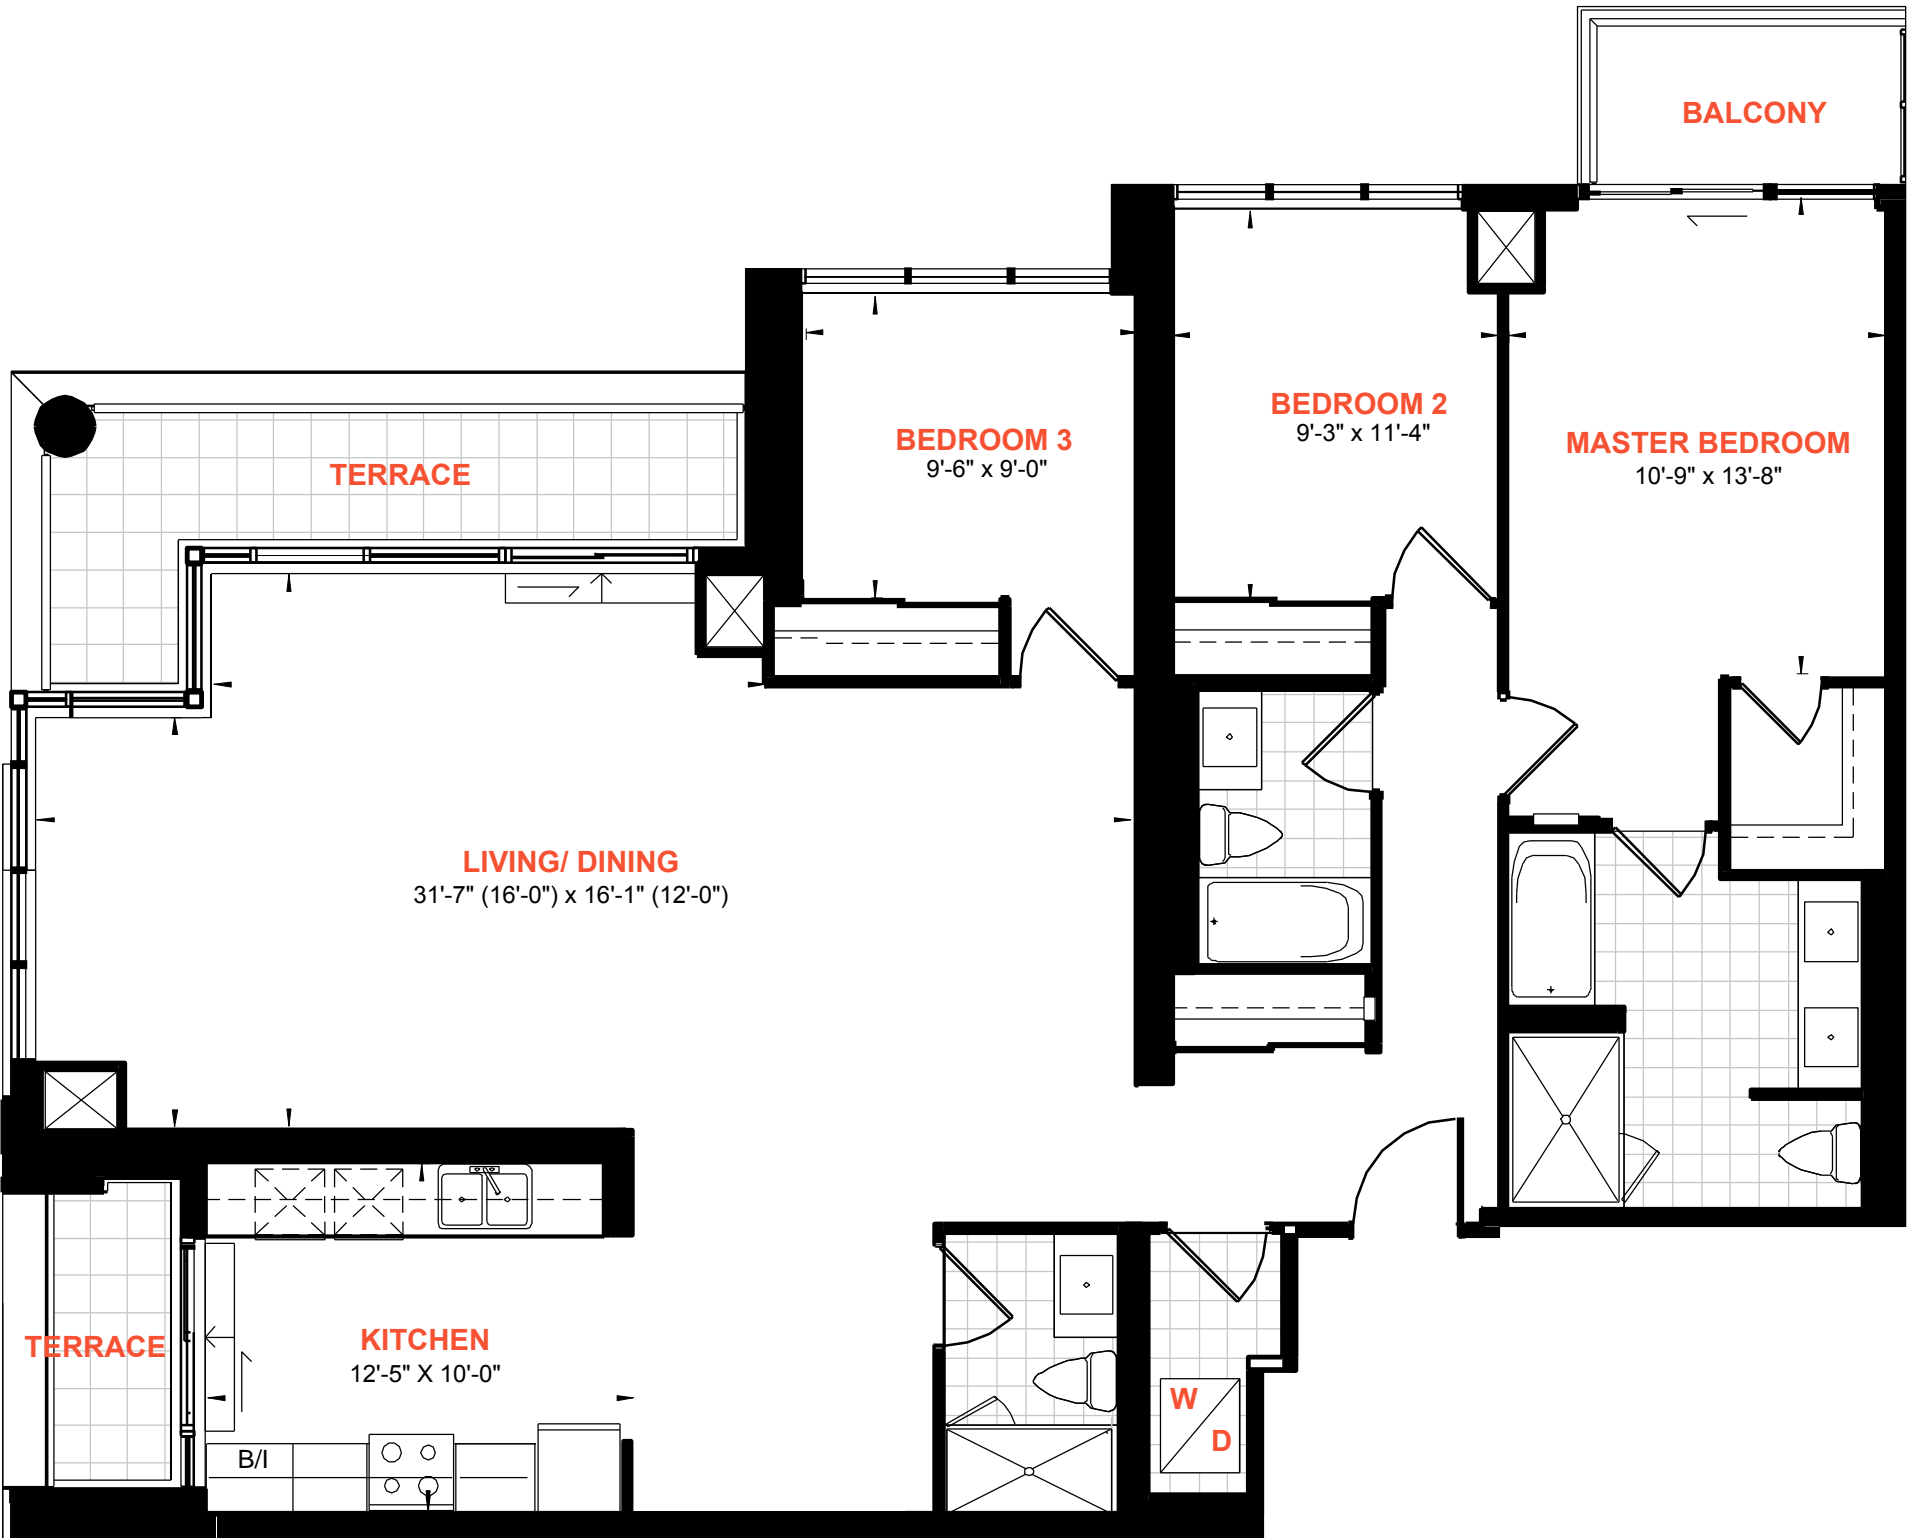 BALCONY
BEDROOM 2
9'-3" x 11'-4"
BEDROOM 3
9'-6" x 9'-0"
MASTER BEDROOM
10'-9" x 13'-8"
TERRACE
LIVING/ DINING
31'-7" (16'-0") x 16'-1" (12'-0")
TERRACE
KITCHEN
12'-5" X 10'-0"
W
D
B/I